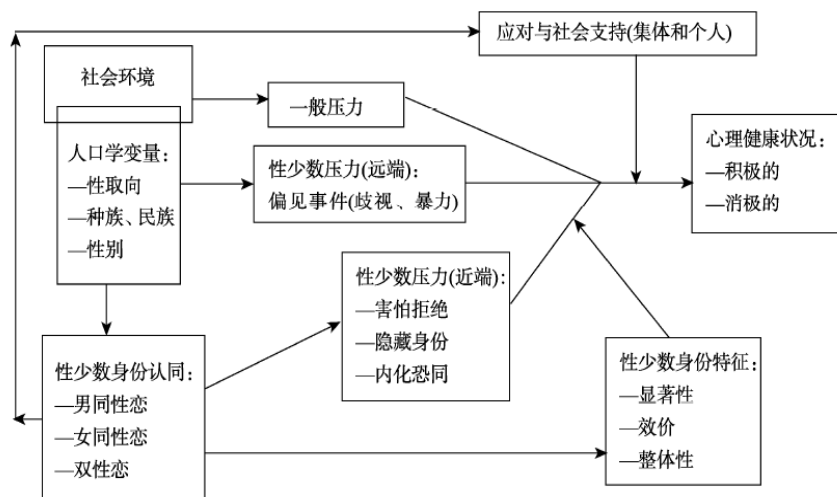 应对与社会支持(集体和个人)
社会环境
一般压力
人口学变量：
—性取向
—种族、民族
—性别
性少数压力(远端)：
偏见事件(歧视、暴力)
心理健康状况：
—积极的
—消极的
性少数压力(近端)：
—害怕拒绝
—隐藏身份
—内化恐同
性少数身份认同：
—男同性恋
—女同性恋
—双性恋
性少数身份特征：
—显著性
—效价
—整体性